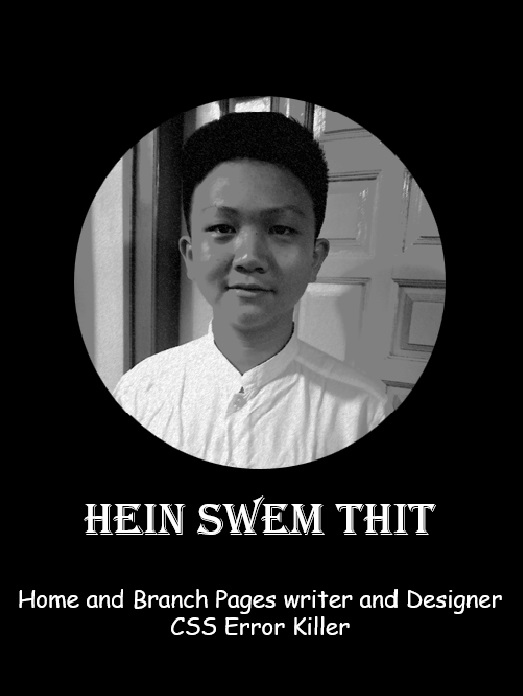 HEIN SWEM THIT
Home and Branch Pages writer and Designer
CSS Error Killer